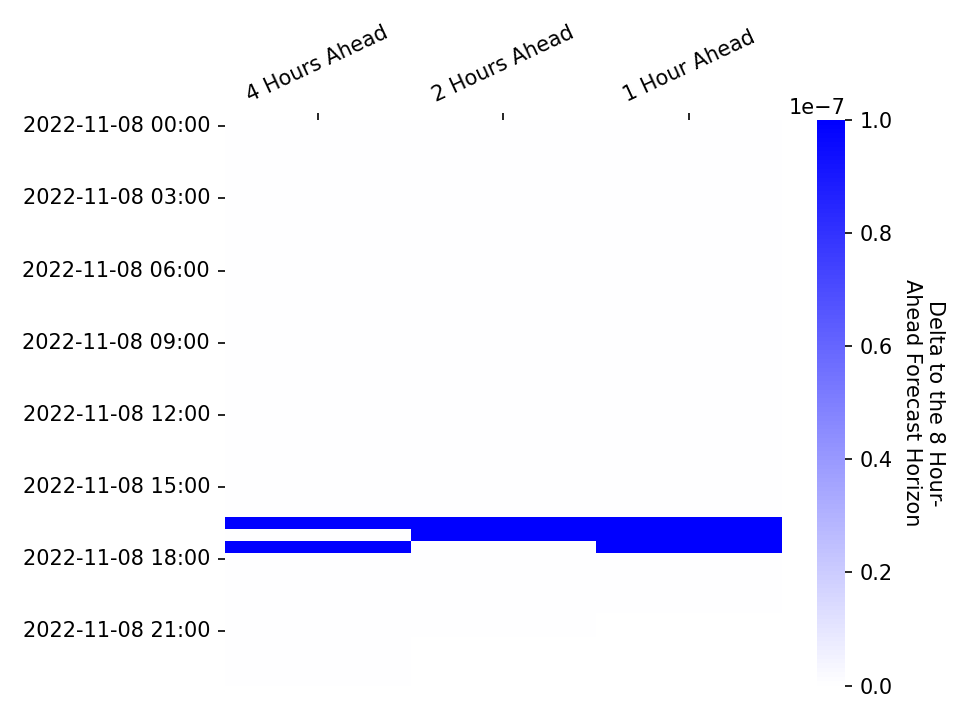 4 Hours Ahead
2 Hours Ahead
1 Hour Ahead
1e−7
2022-11-08 00:00
2022-11-08 03:00
2022-11-08 06:00
2022-11-08 09:00
2022-11-08 12:00
2022-11-08 15:00
2022-11-08 18:00
2022-11-08 21:00
1.0
0.8
0.6
0.4
0.2
0.0
Delta to the 8 Hour-
Ahead Forecast Horizon